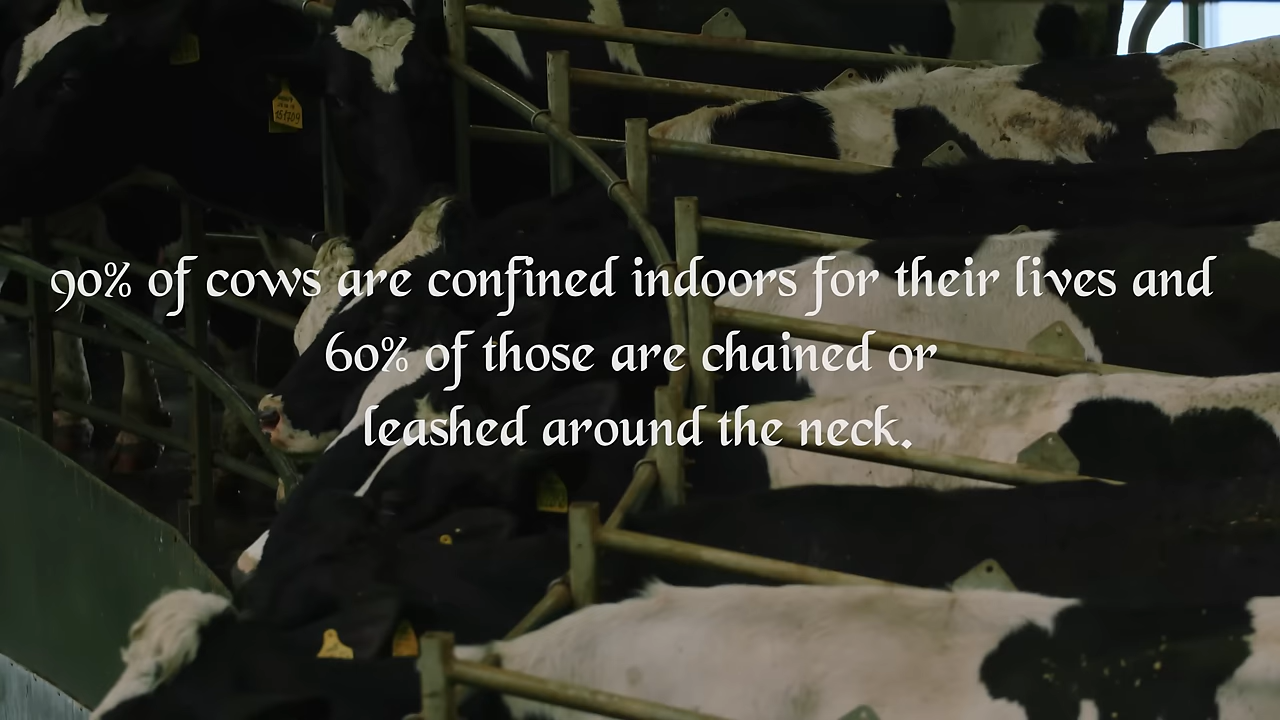 90% of cows are confined indoors for their lives and
60% of those are chained or
leashed around the neck.